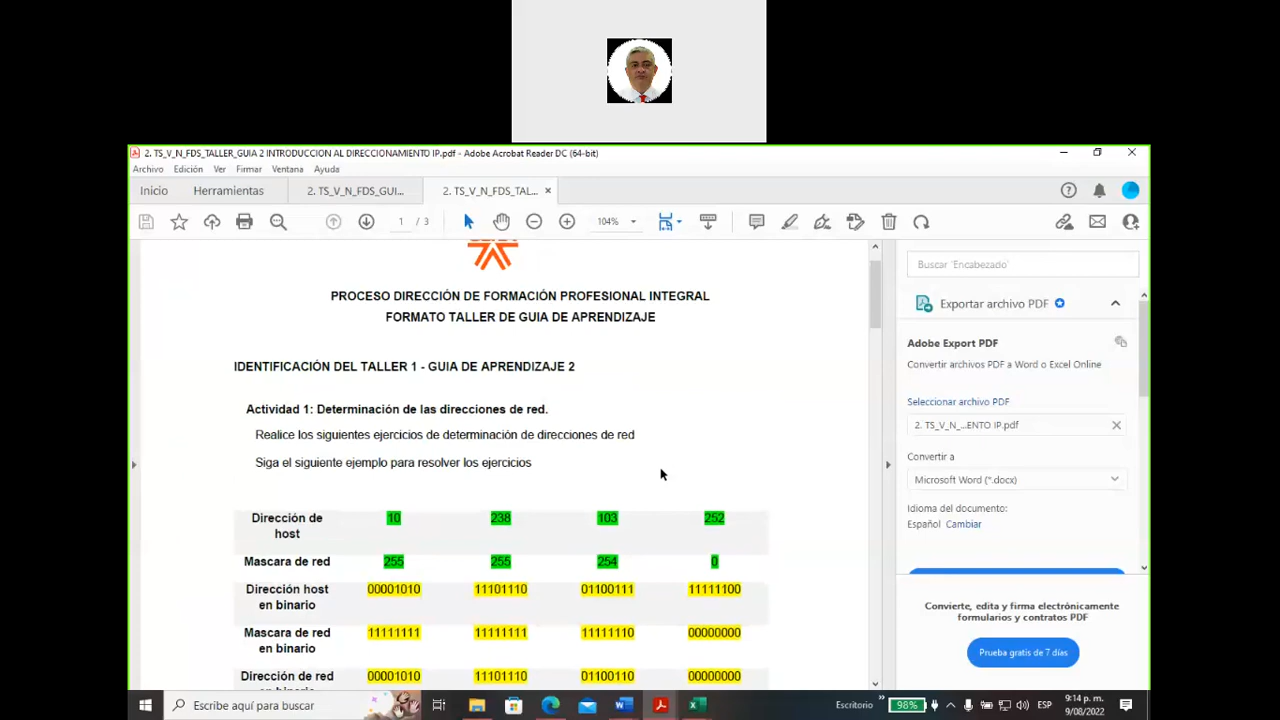 2. TS_V_N_FDS_TALLER_GUIA 2 INTRODUCCION AL DIRECCIONAMIENTO IP.pdf - Adobe Acrobat Reader DC (64-bit)
Archivo Edición Ver Firmar Ventana Ayuda
Inicio Herramientas 2. TS_V_N_FDS_GUI... 2. TS_V_N_FDS_TAL... ×
1 / 3 104%
PROCESO DIRECCIÓN DE FORMACIÓN PROFESIONAL INTEGRAL
FORMATO TALLER DE GUIA DE APRENDIZAJE
IDENTIFICACIÓN DEL TALLER 1 - GUIA DE APRENDIZAJE 2
Actividad 1: Determinación de las direcciones de red.
Realice los siguientes ejercicios de determinación de direcciones de red
Siga el siguiente ejemplo para resolver los ejercicios
Dirección de host 10 238 103 252
Mascara de red 255 255 254 0
Dirección host en binario 00001010 11101110 01100111 11111100
Mascara de red en binario 11111111 11111111 11111110 00000000
Dirección de red en binario 00001010 11101110 01100110 00000000
Buscar 'Encabezado'
Exportar archivo PDF
Adobe Export PDF
Convertir archivos PDF a Word o Excel Online
Seleccionar archivo PDF
2. TS_V_N_...ENTO IP.pdf
Convertir a
Microsoft Word (*.docx)
Idioma del documento:
Español Cambiar
Convierte, edita y firma electrónicamente
formularios y contratos PDF
Prueba gratis de 7 días
Escribe aquí para buscar
Escritorio
98%
ESP
9:14 p. m.
9/08/2022